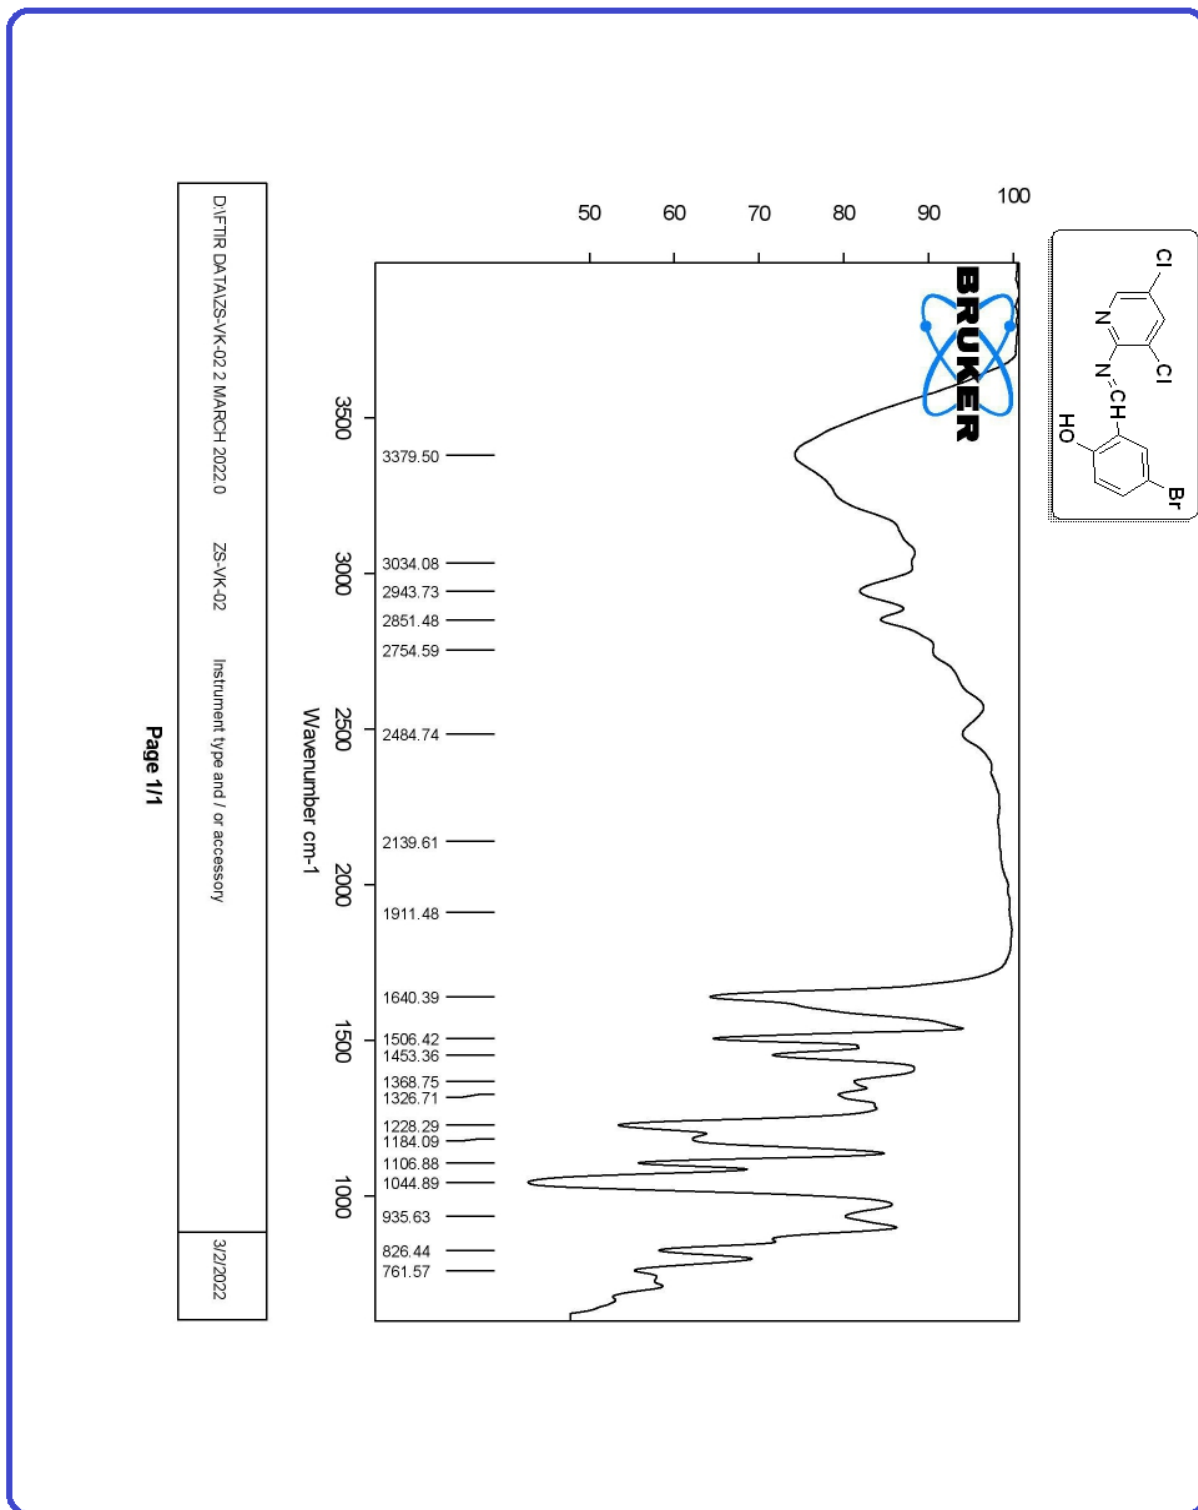 Cl
Cl
N
N
CH
HO
Br
100
90
80
70
60
50
BRUKER
3500
3000
2500
2000
1500
1000
Wavenumber cm-1
3379.50
3034.08
2943.73
2851.48
2754.59
2484.74
2139.61
1911.48
1640.39
1506.42
1453.36
1368.75
1326.71
1228.29
1184.09
1106.88
1044.89
935.63
826.44
761.57
D:\FTIR DATA\ZS-VK-02 2 MARCH 2022.0 ZS-VK-02 Instrument type and / or accessory 3/2/2022
Page 1/1